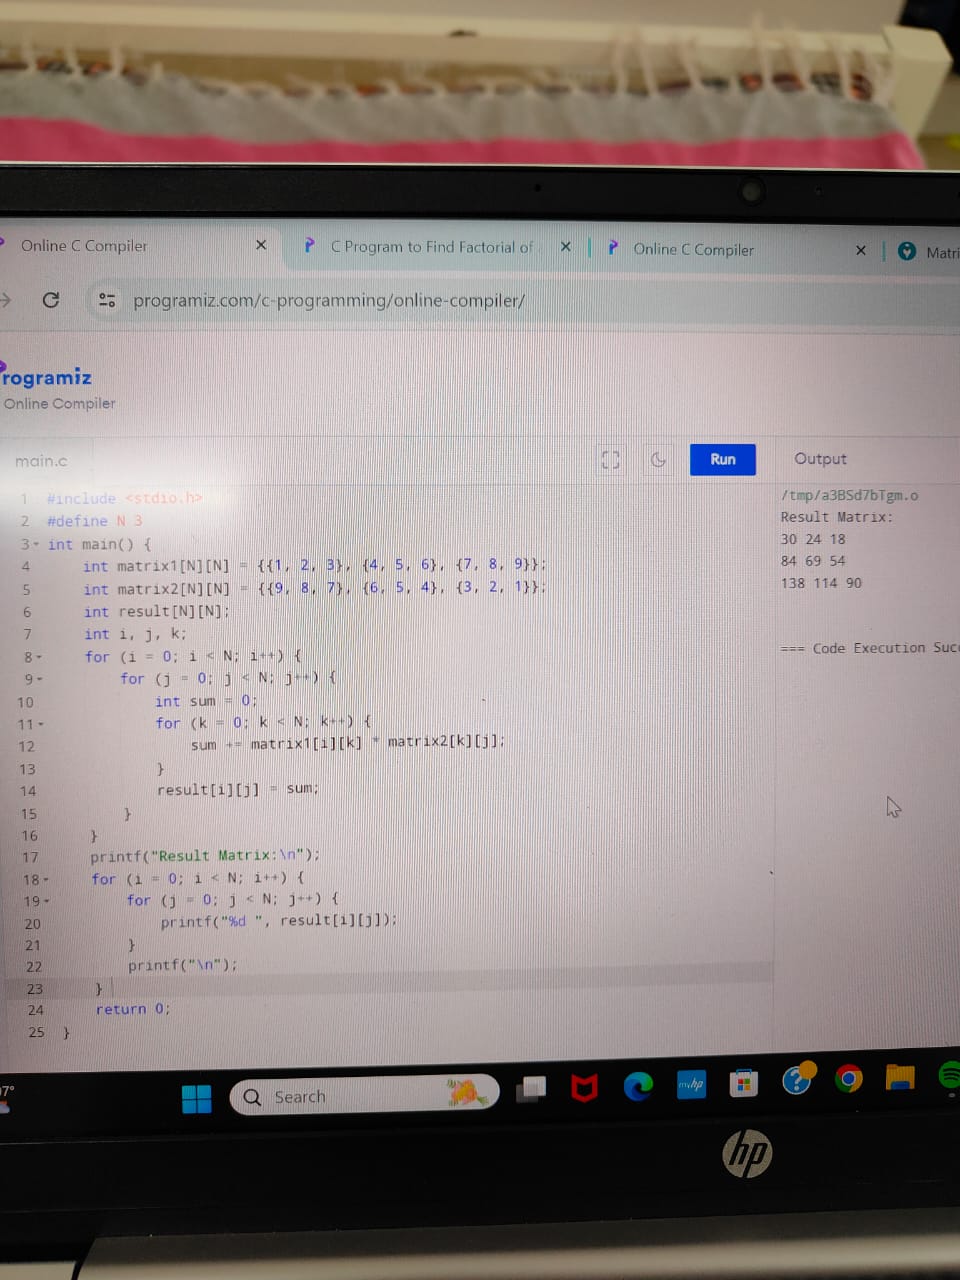 Online C Compiler
C Program to Find Factorial of
Online C Compiler
Matri
programiz.com/c-programming/online-compiler/
rogramiz
Online Compiler
main.c
Run
Output
1 #include <stdio.h>
2 #define N 3
3 int main() {
4 int matrix1[N][N] = {{1, 2, 3}, {4, 5, 6}, {7, 8, 9}};
5 int matrix2[N][N] = {{9, 8, 7}, {6, 5, 4}, {3, 2, 1}};
6 int result[N][N];
7 int i, j, k;
8 for (i = 0; i < N; i++) {
9 for (j = 0; j < N; j++) {
10 int sum = 0;
11 for (k = 0; k < N; k++) {
12 sum += matrix1[i][k] * matrix2[k][j];
13 }
14 result[i][j] = sum;
15 }
16 }
17 printf("Result Matrix:\n");
18 for (i = 0; i < N; i++) {
19 for (j = 0; j < N; j++) {
20 printf("%d ", result[i][j]);
21 }
22 printf("\n");
23 }
24 return 0;
25 }
/tmp/a3BSd7bTgm.o
Result Matrix:
30 24 18
84 69 54
138 114 90
=== Code Execution Succ
7°
Search
myhp
hp